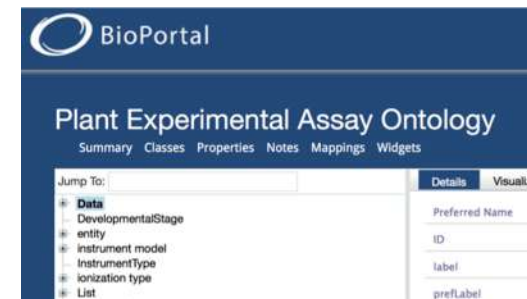 BioPortal
Plant Experimental Assay Ontology
Summary Classes Properties Notes Mappings Widgets
Jump To:
Data
DevelopmentalStage
entity
instrument model
InstrumentType
ionization type
List
Details
Preferred Name
ID
label
prefLabel